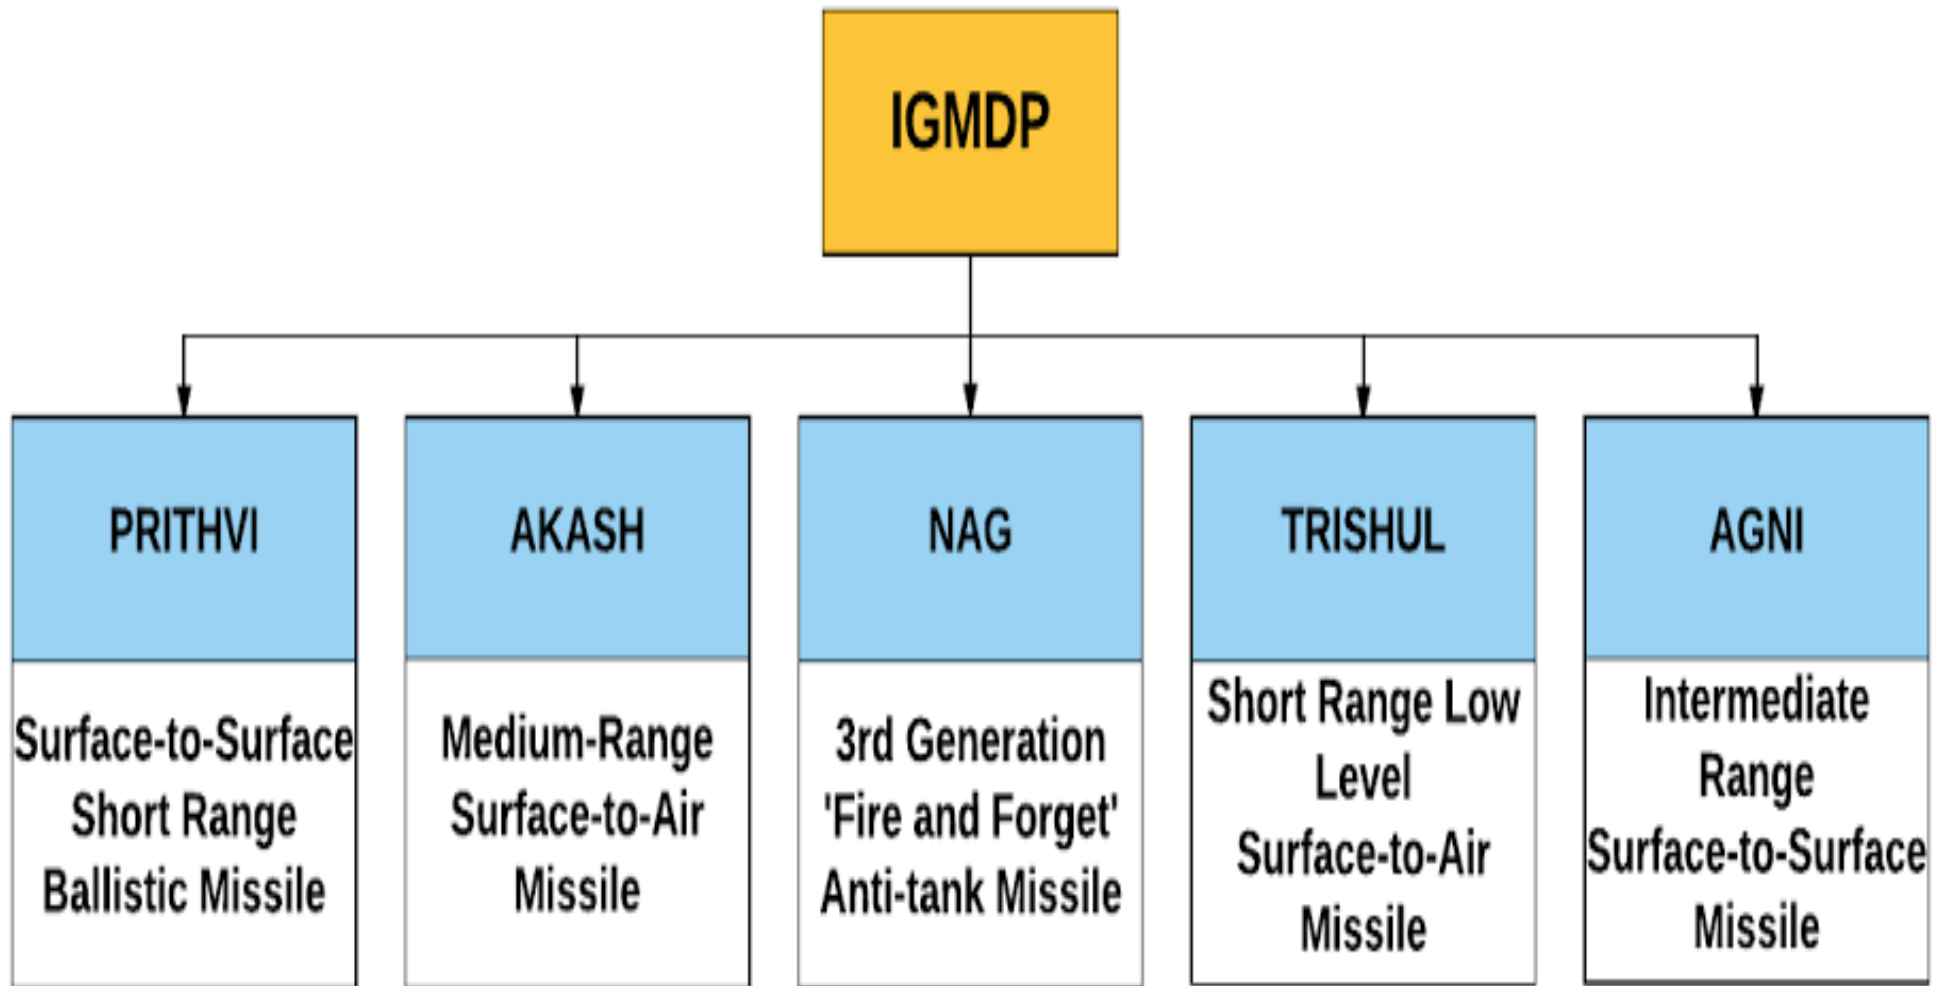 IGMDP
PRITHVI
Surface-to-Surface
Short Range
Ballistic Missile
AKASH
Medium-Range
Surface-to-Air
Missile
NAG
3rd Generation
'Fire and Forget'
Anti-tank Missile
TRISHUL
Short Range Low
Level
Surface-to-Air
Missile
AGNI
Intermediate
Range
Surface-to-Surface
Missile